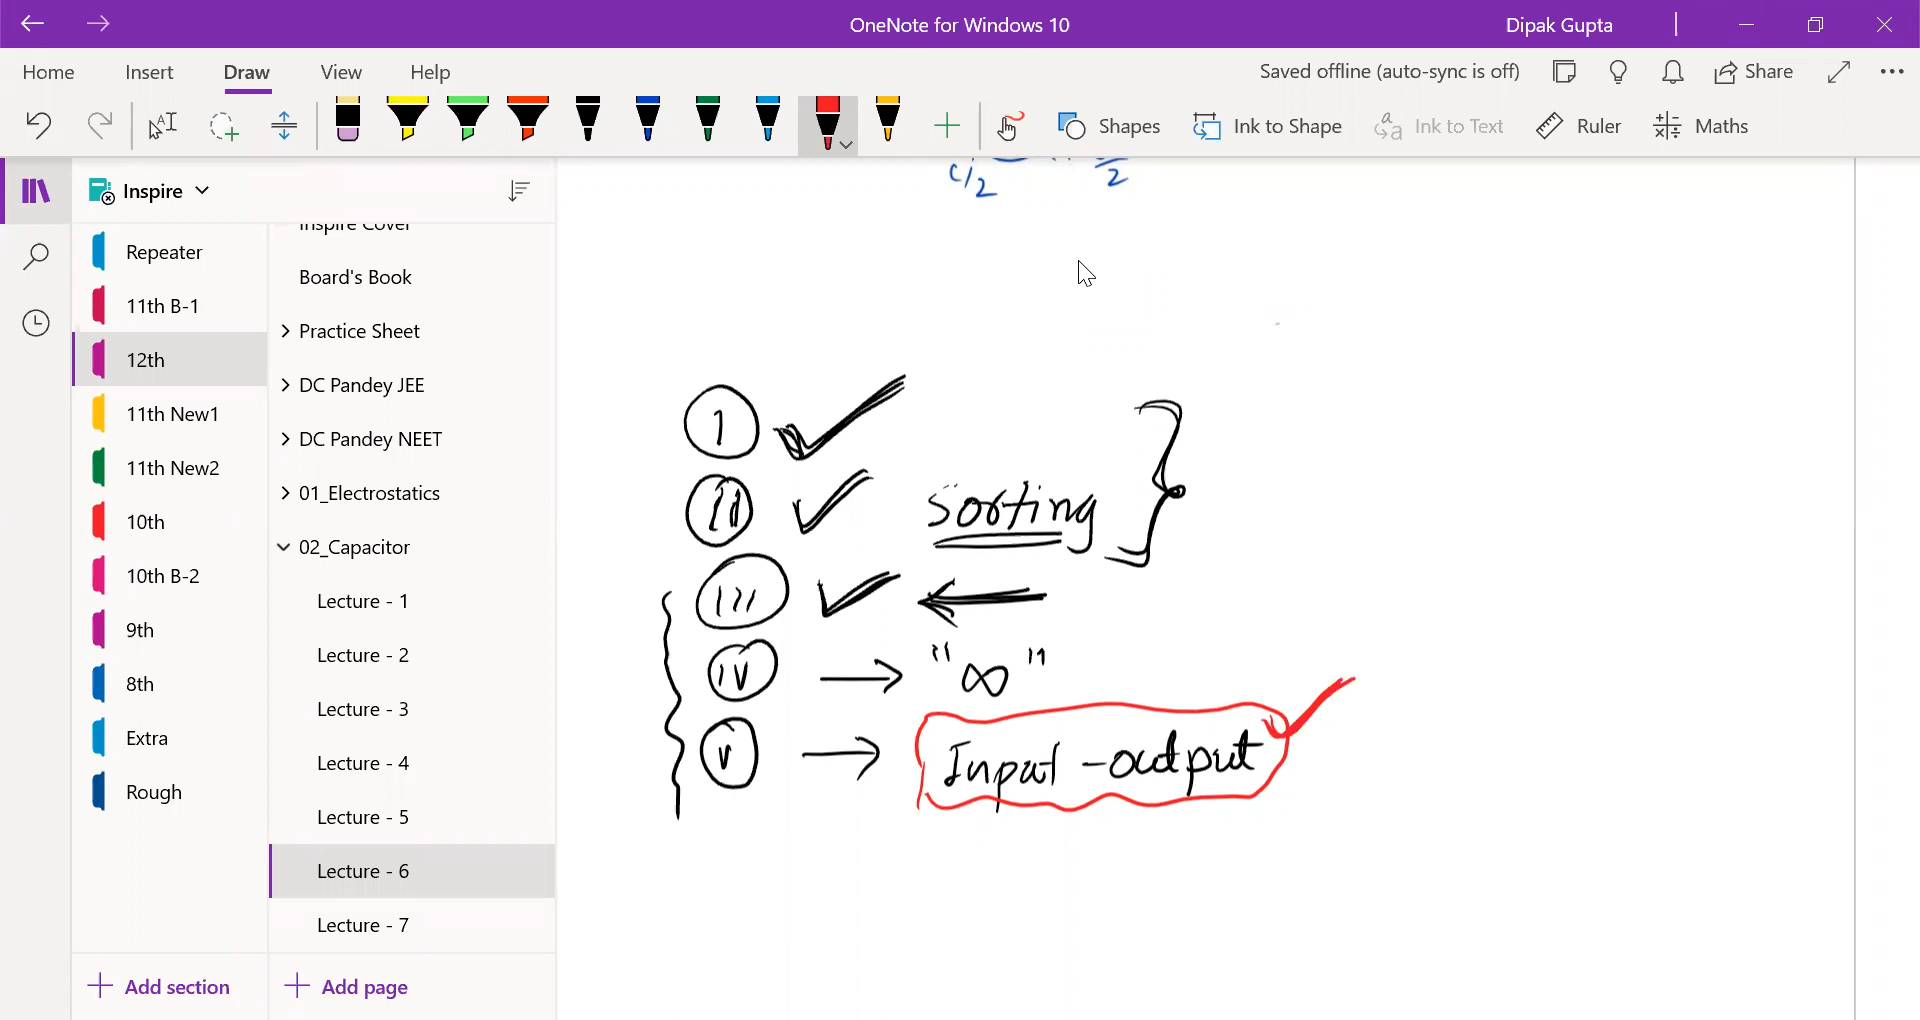 OneNote for Windows 10
Dipak Gupta
Home Insert Draw View Help
Saved offline (auto-sync is off) Share
Shapes Ink to Shape Ink to Text Ruler Maths
Inspire
Repeater
11th B-1
12th
11th New1
11th New2
10th
10th B-2
9th
8th
Extra
Rough
Add section
Inspire Cover
Board's Book
Practice Sheet
DC Pandey JEE
DC Pandey NEET
01_Electrostatics
02_Capacitor
Lecture - 1
Lecture - 2
Lecture - 3
Lecture - 4
Lecture - 5
Lecture - 6
Lecture - 7
Add page
C/2 2
I
II Sorting
III
IV → "∞"
V → Input - output